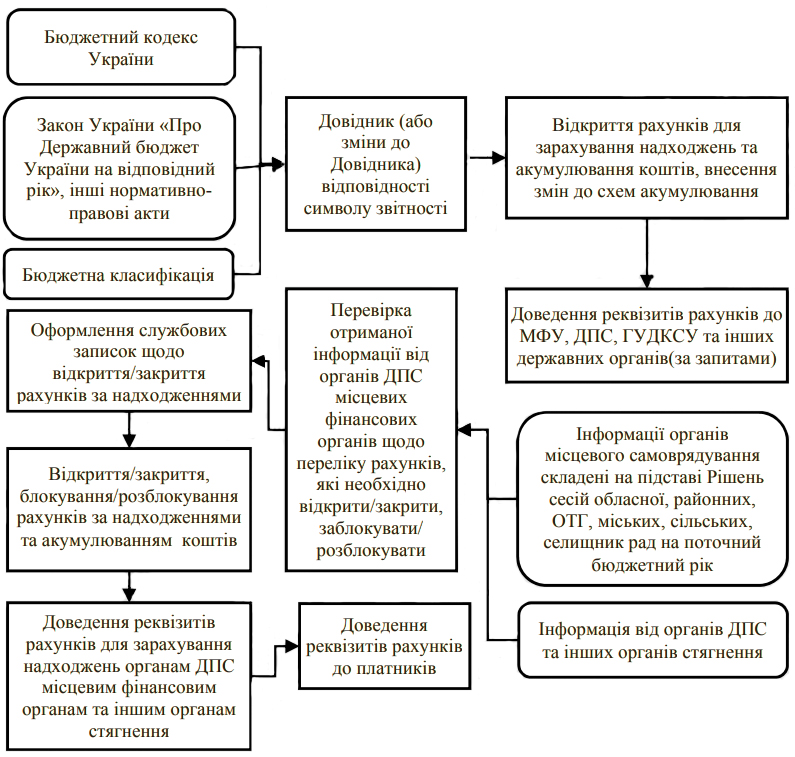 Бюджетний кодекс
України
Закон України «Про
Державний бюджет
України на відповідний
рік», інші нормативно-
правові акти
Бюджетна класифікація
Довідник (або
зміни до
Довідника)
відповідності
символу звітності
Відкриття рахунків для
зарахування надходжень та
акумулювання коштів, внесення
змін до схем акумулювання
Доведення реквізитів рахунків до
МФУ, ДПС, ГУДКСУ та інших
державних органів(за запитами)
Інформації органів
місцевого самоврядування
складені на підставі Рішень
сесій обласної, районних,
ОТГ, міських, сільських,
селищник рад на поточний
бюджетний рік
Інформація від органів ДПС
та інших органів стягнення
Перевірка
отриманої
інформації від
органів ДПС
місцевих
фінансових
органів щодо
переліку рахунків,
які необхідно
відкрити/закрити,
заблокувати/
розблокувати
Оформлення службових
записок щодо
відкриття/закриття
рахунків за надходженнями
Відкриття/закриття,
блокування/розблокування
рахунків за надходженнями
та акумулюванням коштів
Доведення реквізитів
рахунків для зарахування
надходжень органам ДПС
місцевим фінансовим
органам та іншим органам
стягнення
Доведення
реквізитів рахунків
до платників